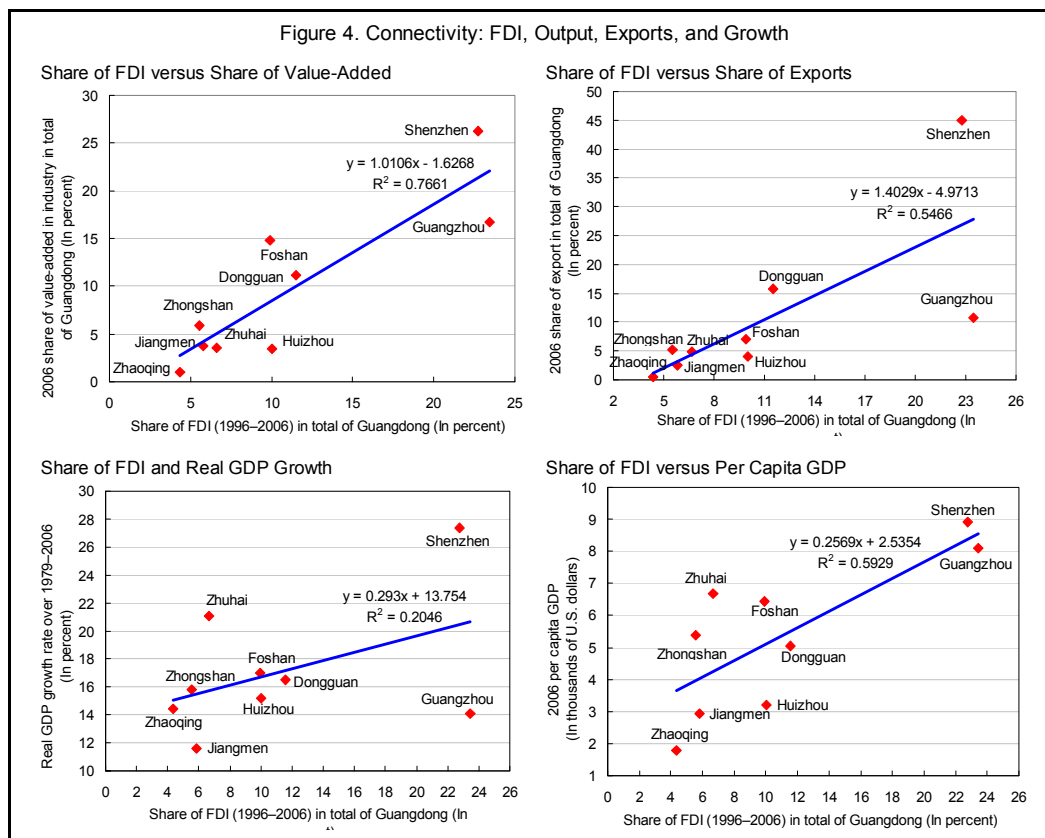 Figure 4. Connectivity: FDI, Output, Exports, and Growth
Share of FDI versus Share of Value-Added
2006 share of value-added in industry in total
of Guangdong (In percent)
30
25
20
15
10
5
0
Shenzhen
y = 1.0106x - 1.6268
R² = 0.7661
Guangzhou
Foshan
Dongguan
Zhongshan
Jiangmen
Zhuhai
Huizhou
Zhaoqing
0 5 10 15 20 25
Share of FDI (1996–2006) in total of Guangdong (In percent)
Share of FDI versus Share of Exports
2006 share of export in total of Guangdong
(In percent)
50
45
40
35
30
25
20
15
10
5
0
Shenzhen
y = 1.4029x - 4.9713
R² = 0.5466
Dongguan
Guangzhou
Foshan
Zhongshan
Zhuhai
Huizhou
Jiangmen
Zhaoqing
2 5 8 11 14 17 20 23 26
Share of FDI (1996–2006) in total of Guangdong (In
Share of FDI and Real GDP Growth
Real GDP growth rate over 1979–2006
(In percent)
30
28
26
24
22
20
18
16
14
12
10
Shenzhen
Zhuhai
y = 0.293x + 13.754
R² = 0.2046
Foshan
Zhongshan
Dongguan
Huizhou
Guangzhou
Zhaoqing
Jiangmen
0 2 4 6 8 10 12 14 16 18 20 22 24 26
Share of FDI (1996–2006) in total of Guangdong (In
Share of FDI versus Per Capita GDP
2006 per capita GDP
(In thousands of U.S. dollars)
9
8
7
6
5
4
3
2
1
Shenzhen
y = 0.2569x + 2.5354
R² = 0.5929
Guangzhou
Zhuhai
Foshan
Zhongshan
Dongguan
Huizhou
Jiangmen
Zhaoqing
0 2 4 6 8 10 12 14 16 18 20 22 24 26
Share of FDI (1996–2006) in total of Guangdong (In percent)